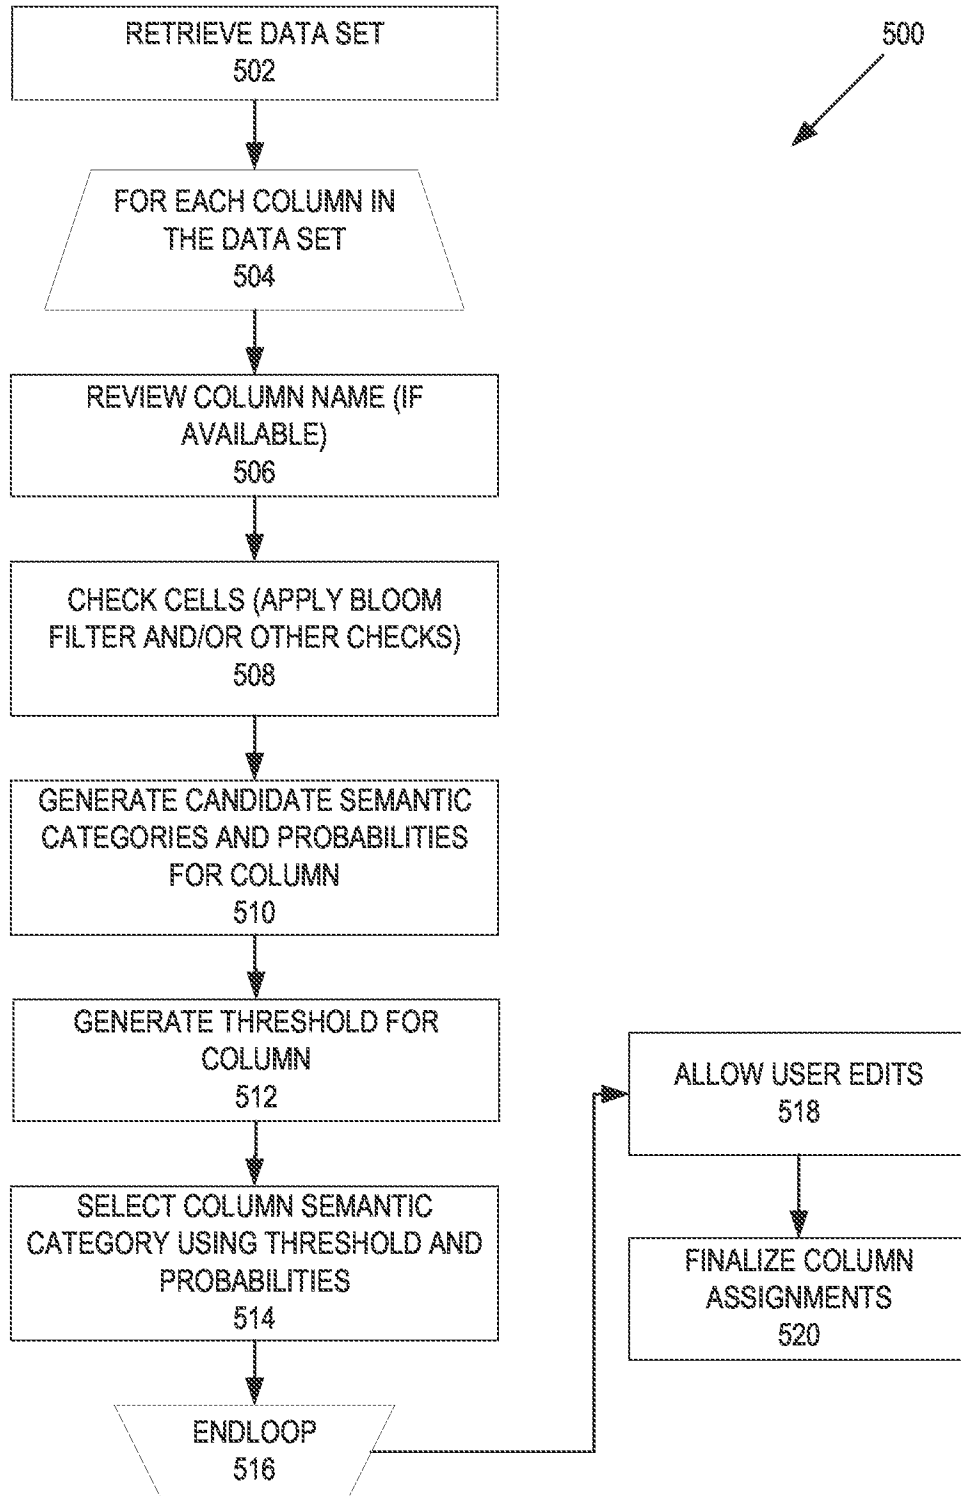 RETRIEVE DATA SET
502
500
FOR EACH COLUMN IN
THE DATA SET
504
REVIEW COLUMN NAME (IF
AVAILABLE)
506
CHECK CELLS (APPLY BLOOM
FILTER AND/OR OTHER CHECKS)
508
GENERATE CANDIDATE SEMANTIC
CATEGORIES AND PROBABILITIES
FOR COLUMN
510
GENERATE THRESHOLD FOR
COLUMN
512
SELECT COLUMN SEMANTIC
CATEGORY USING THRESHOLD AND
PROBABILITIES
514
ENDLOOP
516
ALLOW USER EDITS
518
FINALIZE COLUMN
ASSIGNMENTS
520